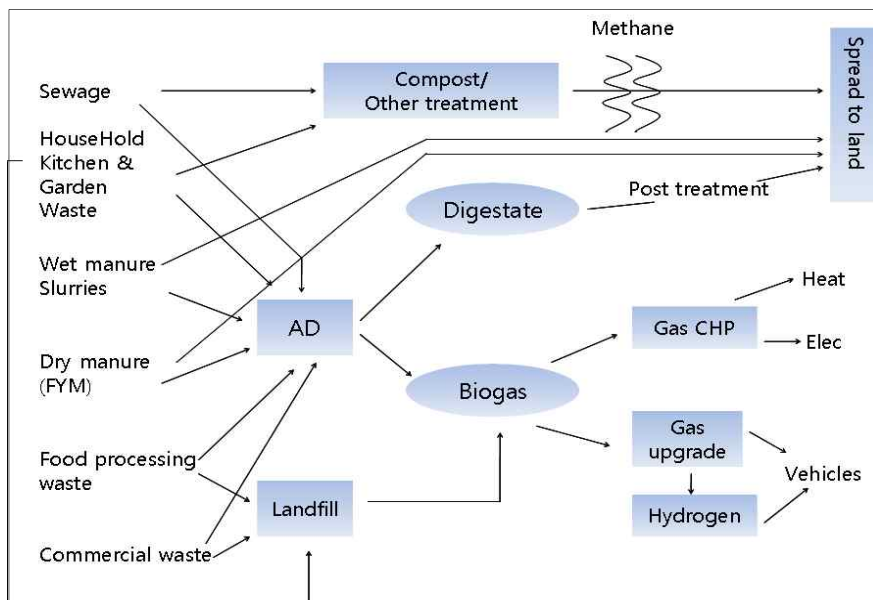 Methane
Sewage
Compost/
Other treatment
Spread to land
HouseHold
Kitchen &
Garden
Waste
Digestate
Post treatment
Wet manure
Slurries
AD
Gas CHP
Heat
Elec
Dry manure
(FYM)
Biogas
Gas
upgrade
Vehicles
Food processing
waste
Landfill
Hydrogen
Commercial waste